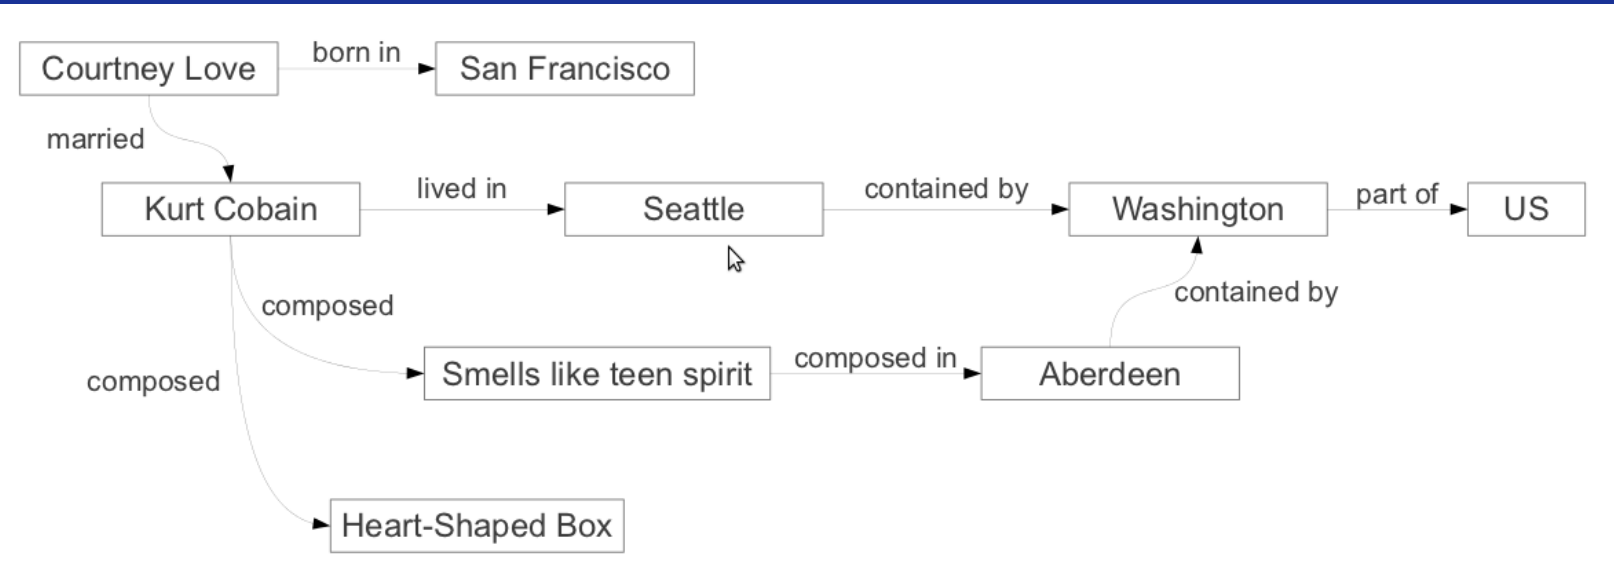 born in
Courtney Love
San Francisco
married
lived in
contained by
part of
Kurt Cobain
Seattle
Washington
US
contained by
composed
composed in
Smells like teen spirit
Aberdeen
composed
Heart-Shaped Box